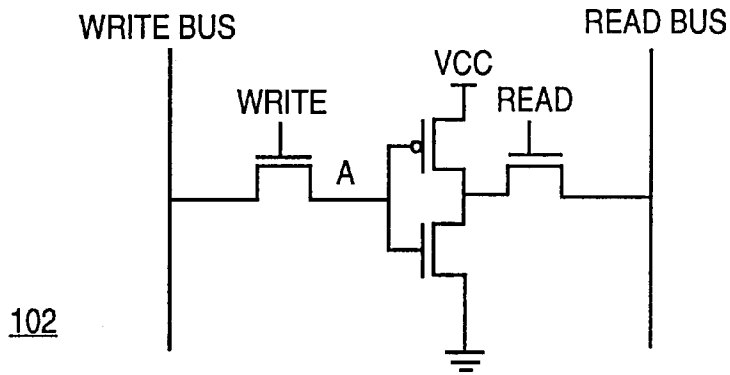 WRITE BUS
READ BUS
VCC
WRITE
READ
A
102